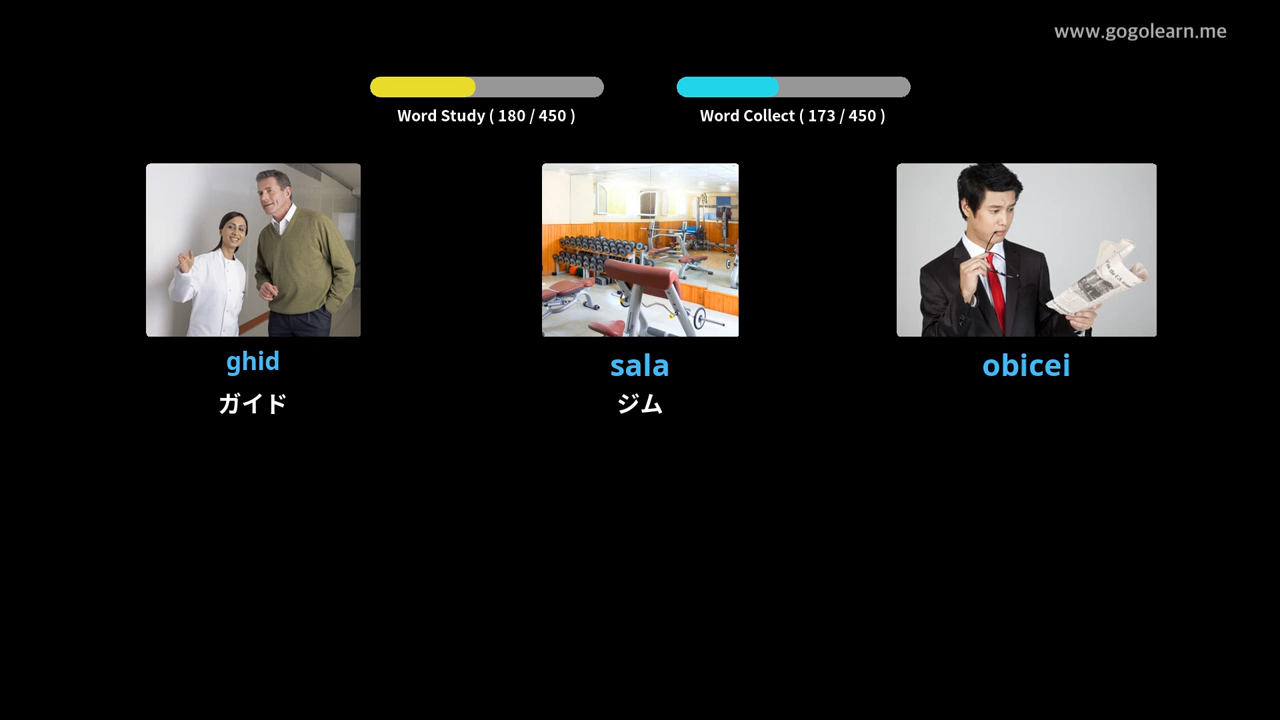 www.gogolearn.me
Word Study ( 180 / 450 )
Word Collect ( 173 / 450 )
ghid
sala
obicei
ガイド
ジム